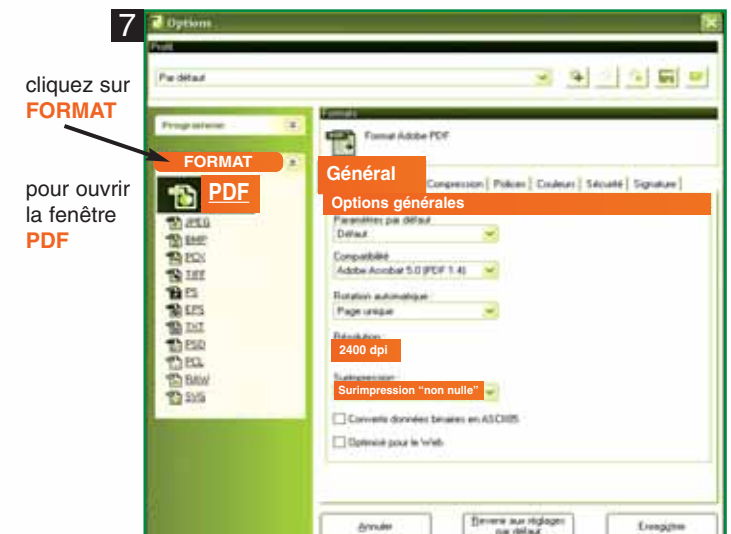 7
Options
Profil
Par défaut
cliquez sur
FORMAT
pour ouvrir
la fenêtre
PDF
Programme
FORMAT
PDF
JPEG
BMP
PCX
TIFF
PS
EPS
TXT
PSD
PCL
RAW
SVG
Formats
Format Adobe PDF
Général
Compression
Polices
Couleurs
Sécurité
Signature
Options générales
Paramètres par défaut
Défaut
Compatibilité
Adobe Acrobat 5.0 (PDF 1.4)
Rotation automatique
Page unique
Résolution
2400 dpi
Surimpression
Surimpression “non nulle”
Convertir données binaires en ASCII85
Optimisé pour le Web
Annuler
Revenir aux réglages
par défaut
Enregistrer